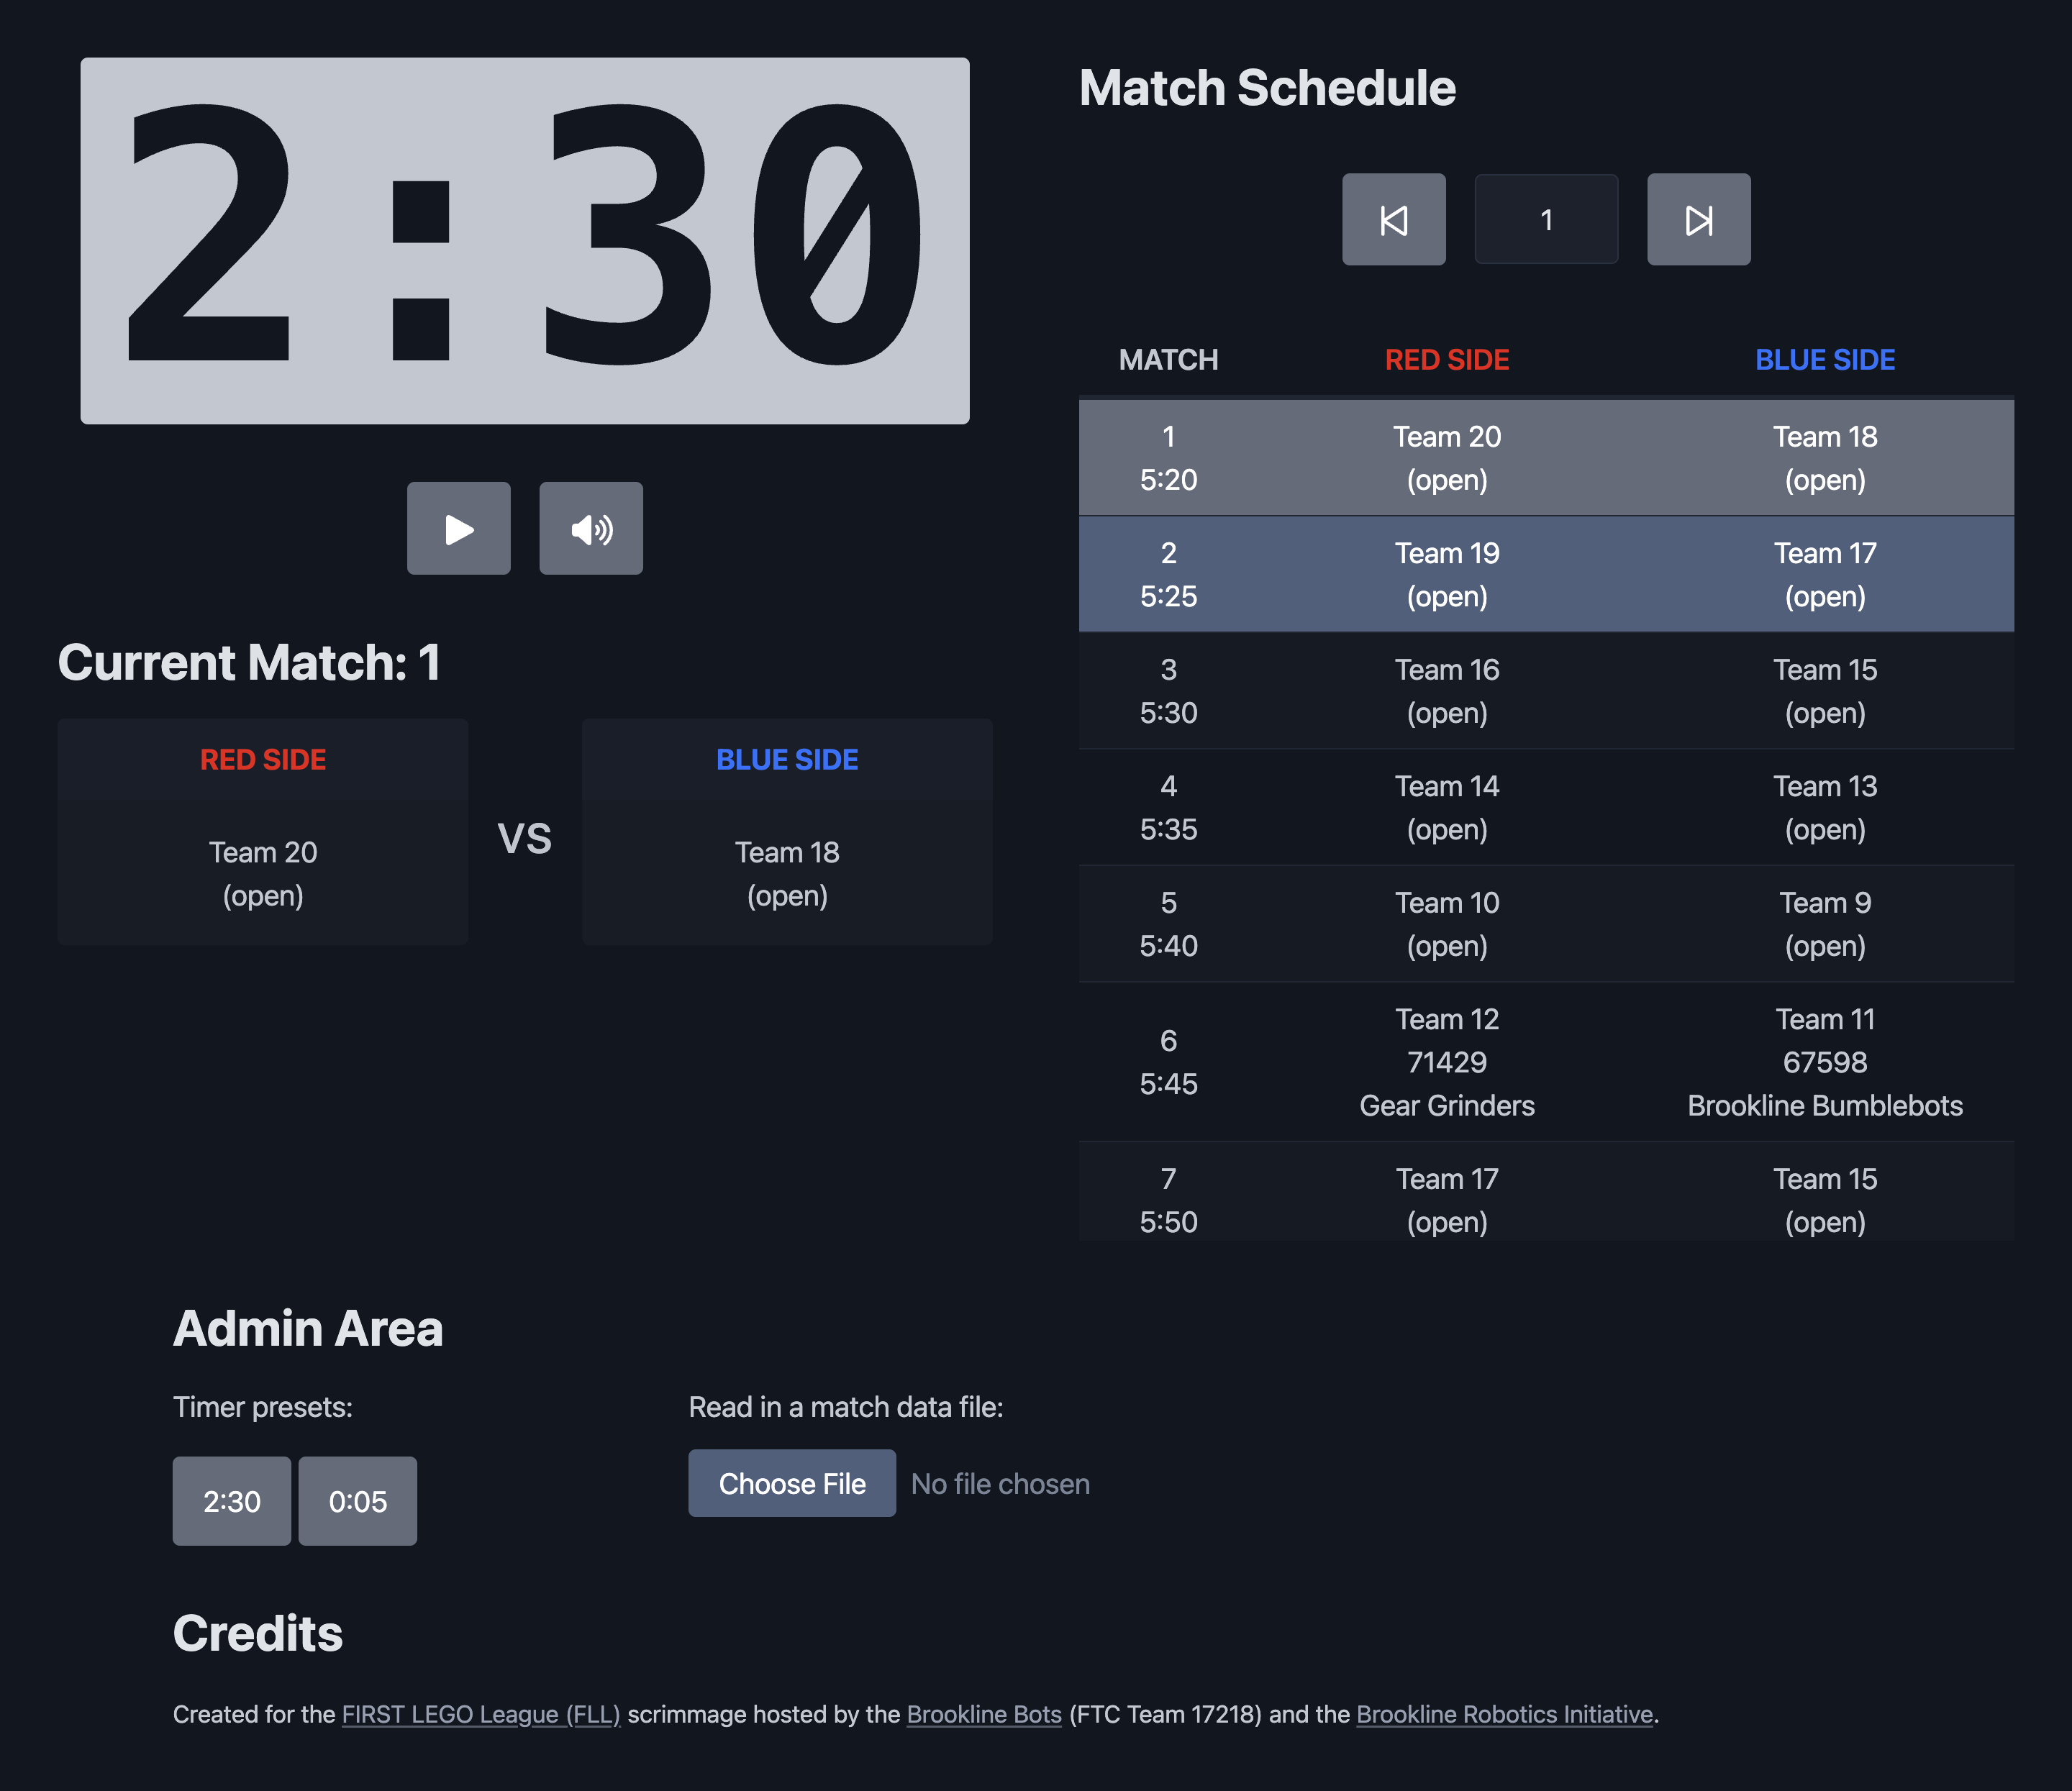 2:30
Current Match: 1
RED SIDE
Team 20
(open)
VS
BLUE SIDE
Team 18
(open)
Match Schedule
1
MATCH RED SIDE BLUE SIDE
1 Team 20 Team 18
5:20 (open) (open)
2 Team 19 Team 17
5:25 (open) (open)
3 Team 16 Team 15
5:30 (open) (open)
4 Team 14 Team 13
5:35 (open) (open)
5 Team 10 Team 9
5:40 (open) (open)
6 Team 12 Team 11
5:45 71429 67598
Gear Grinders Brookline Bumblebots
7 Team 17 Team 15
5:50 (open) (open)
Admin Area
Timer presets:
2:30 0:05
Read in a match data file:
Choose File No file chosen
Credits
Created for the FIRST LEGO League (FLL) scrimmage hosted by the Brookline Bots (FTC Team 17218) and the Brookline Robotics Initiative.